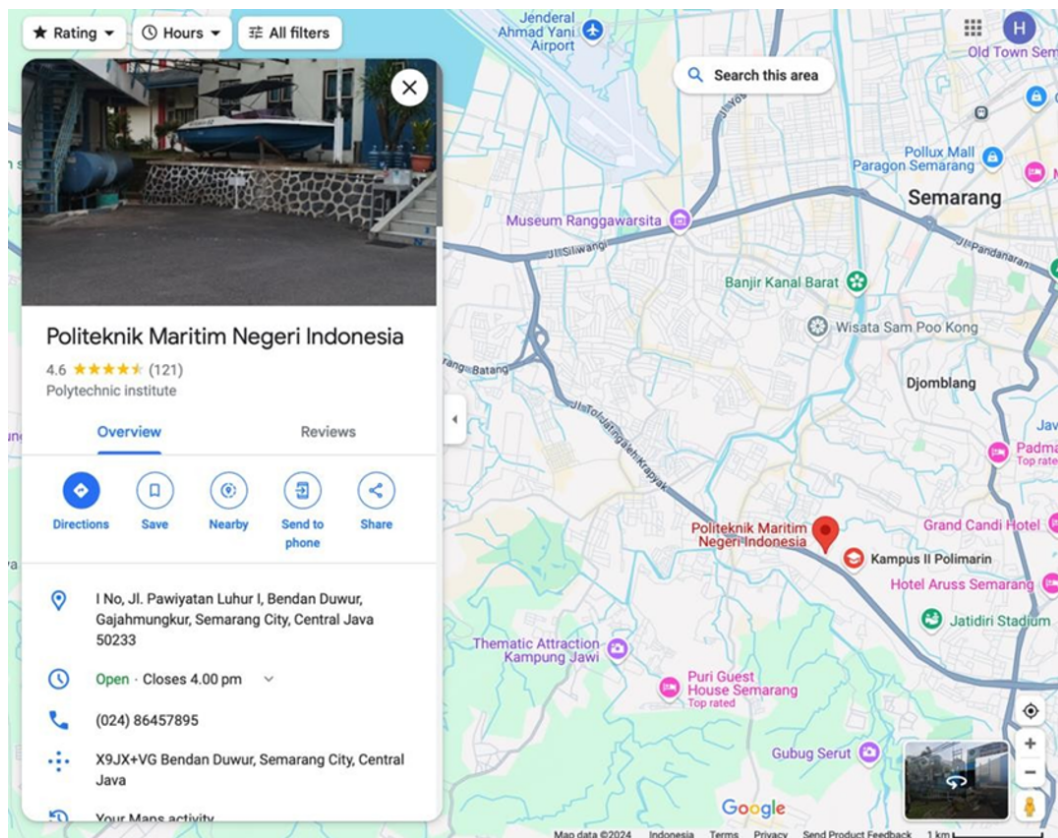 Rating
Hours
All filters
Politeknik Maritim Negeri Indonesia
4.6
(121)
Polytechnic institute
Overview
Reviews
Directions
Save
Nearby
Send to
phone
Share
I No, Jl. Pawiyatan Luhur I, Bendan Duwur,
Gajahmungkur, Semarang City, Central Java
50233
Open · Closes 4.00 pm
(024) 86457895
X9JX+VG Bendan Duwur, Semarang City, Central
Java
Your Maps activity
Jenderal
Ahmad Yani
Airport
Search this area
H
Old Town Sem
Pollux Mall
Paragon Semarang
Semarang
Museum Ranggawarsita
Jl Siliwangi
Jl Pandanaran
Banjir Kanal Barat
Wisata Sam Poo Kong
rang Batang
Djomblang
Jl Tol Jatingaleh Krapyak
Jav
Padma
Top rate
Politeknik Maritim
Negeri Indonesia
Grand Candi Hotel
Kampus II Polimarin
Hotel Aruss Semarang
Jatidiri Stadium
Thematic Attraction
Kampung Jawi
Puri Guest
House Semarang
Top rated
Gubug Serut
Google
Map data ©2024
Indonesia
Terms
Privacy
Send Product Feedback
1 km